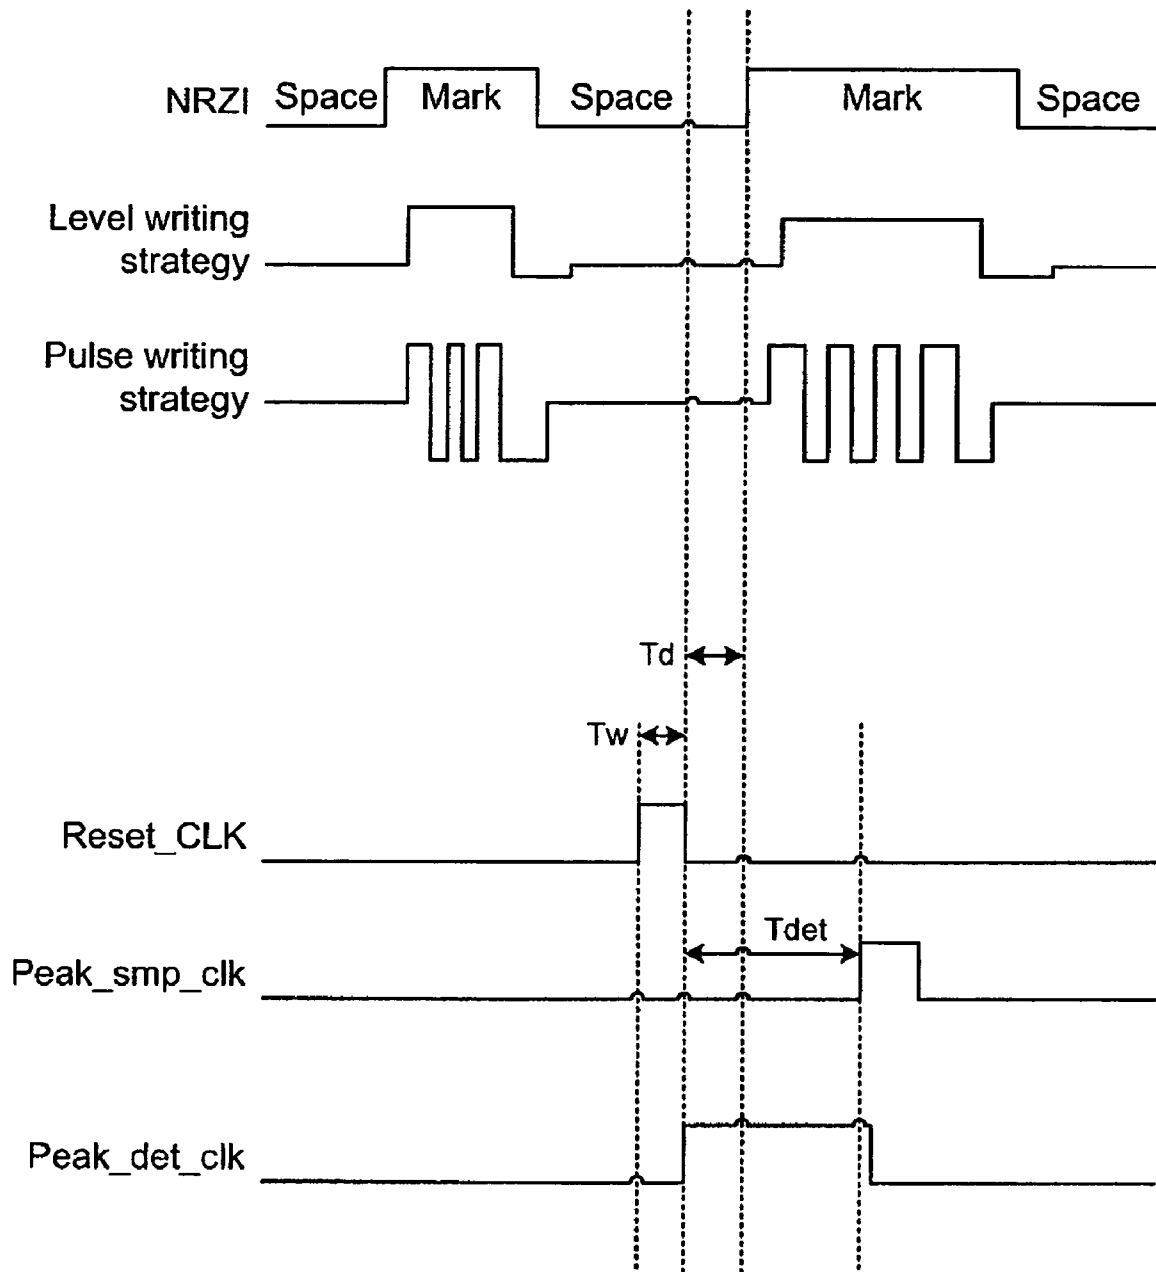 NRZI Space Mark Space Mark Space
Level writing
strategy
Pulse writing
strategy
Td
Tw
Reset_CLK
Tdet
Peak_smp_clk
Peak_det_clk